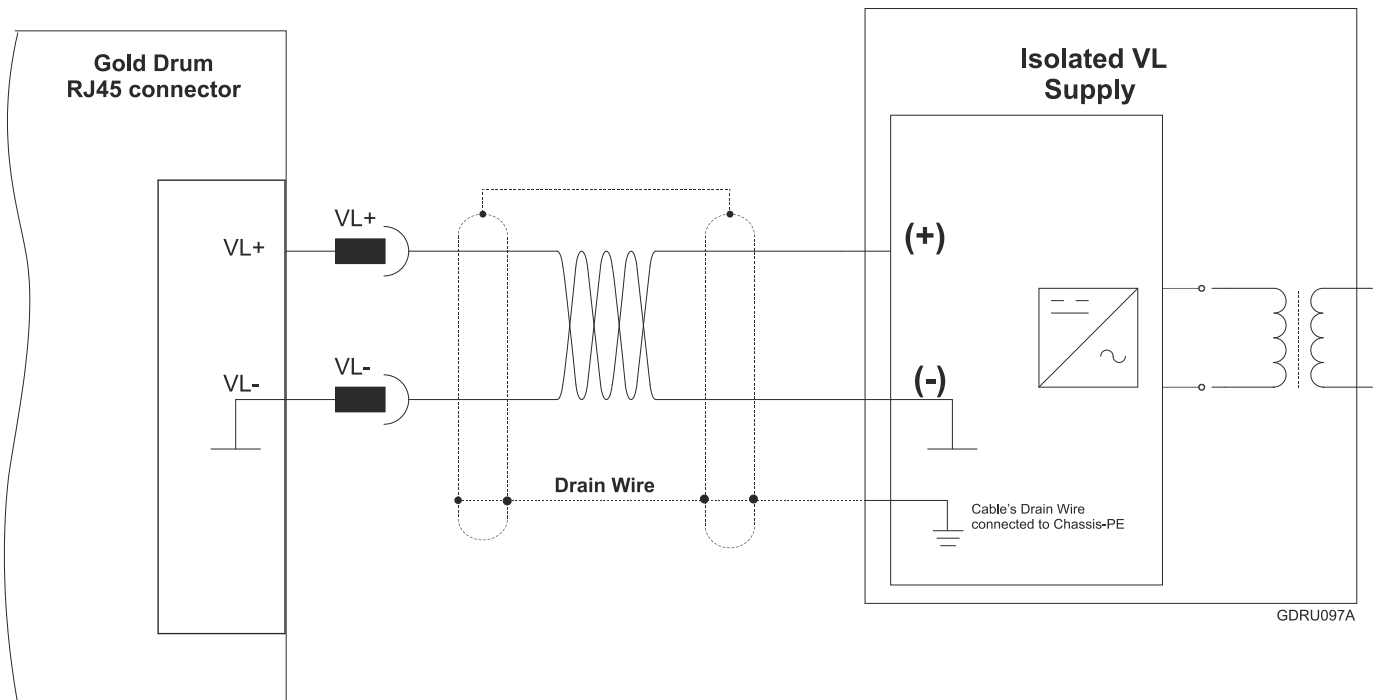 Gold Drum
RJ45 connector
Isolated VL
Supply
VL+
VL+
(+)
VL-
VL-
(-)
Drain Wire
Cable's Drain Wire
connected to Chassis-PE
GDRU097A